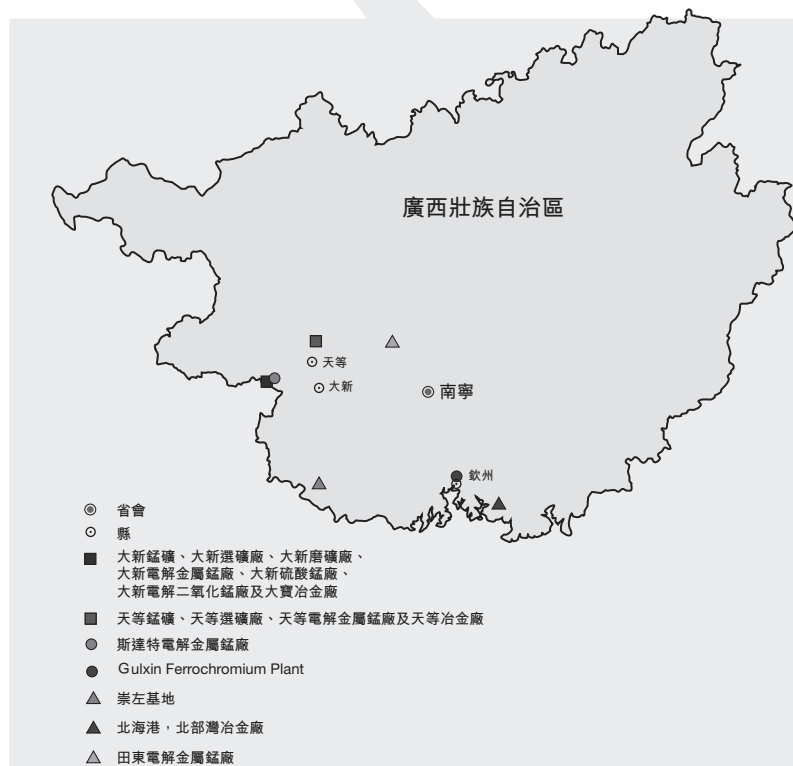 廣西壯族自治區
天等
大新
南寧
欽州
省會
縣
大新錳礦、大新選礦廠、大新磨礦廠、
大新電解金屬錳廠、大新硫酸錳廠、
大新電解二氧化錳廠及大寶冶金廠
天等錳礦、天等選礦廠、天等電解金屬錳廠及天等冶金廠
斯達特電解金屬錳廠
Gulxin Ferrochromium Plant
崇左基地
北海港，北部灣冶金廠
田東電解金屬錳廠